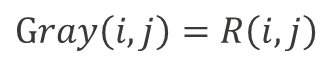 Gray(i,j) = R(i,j)